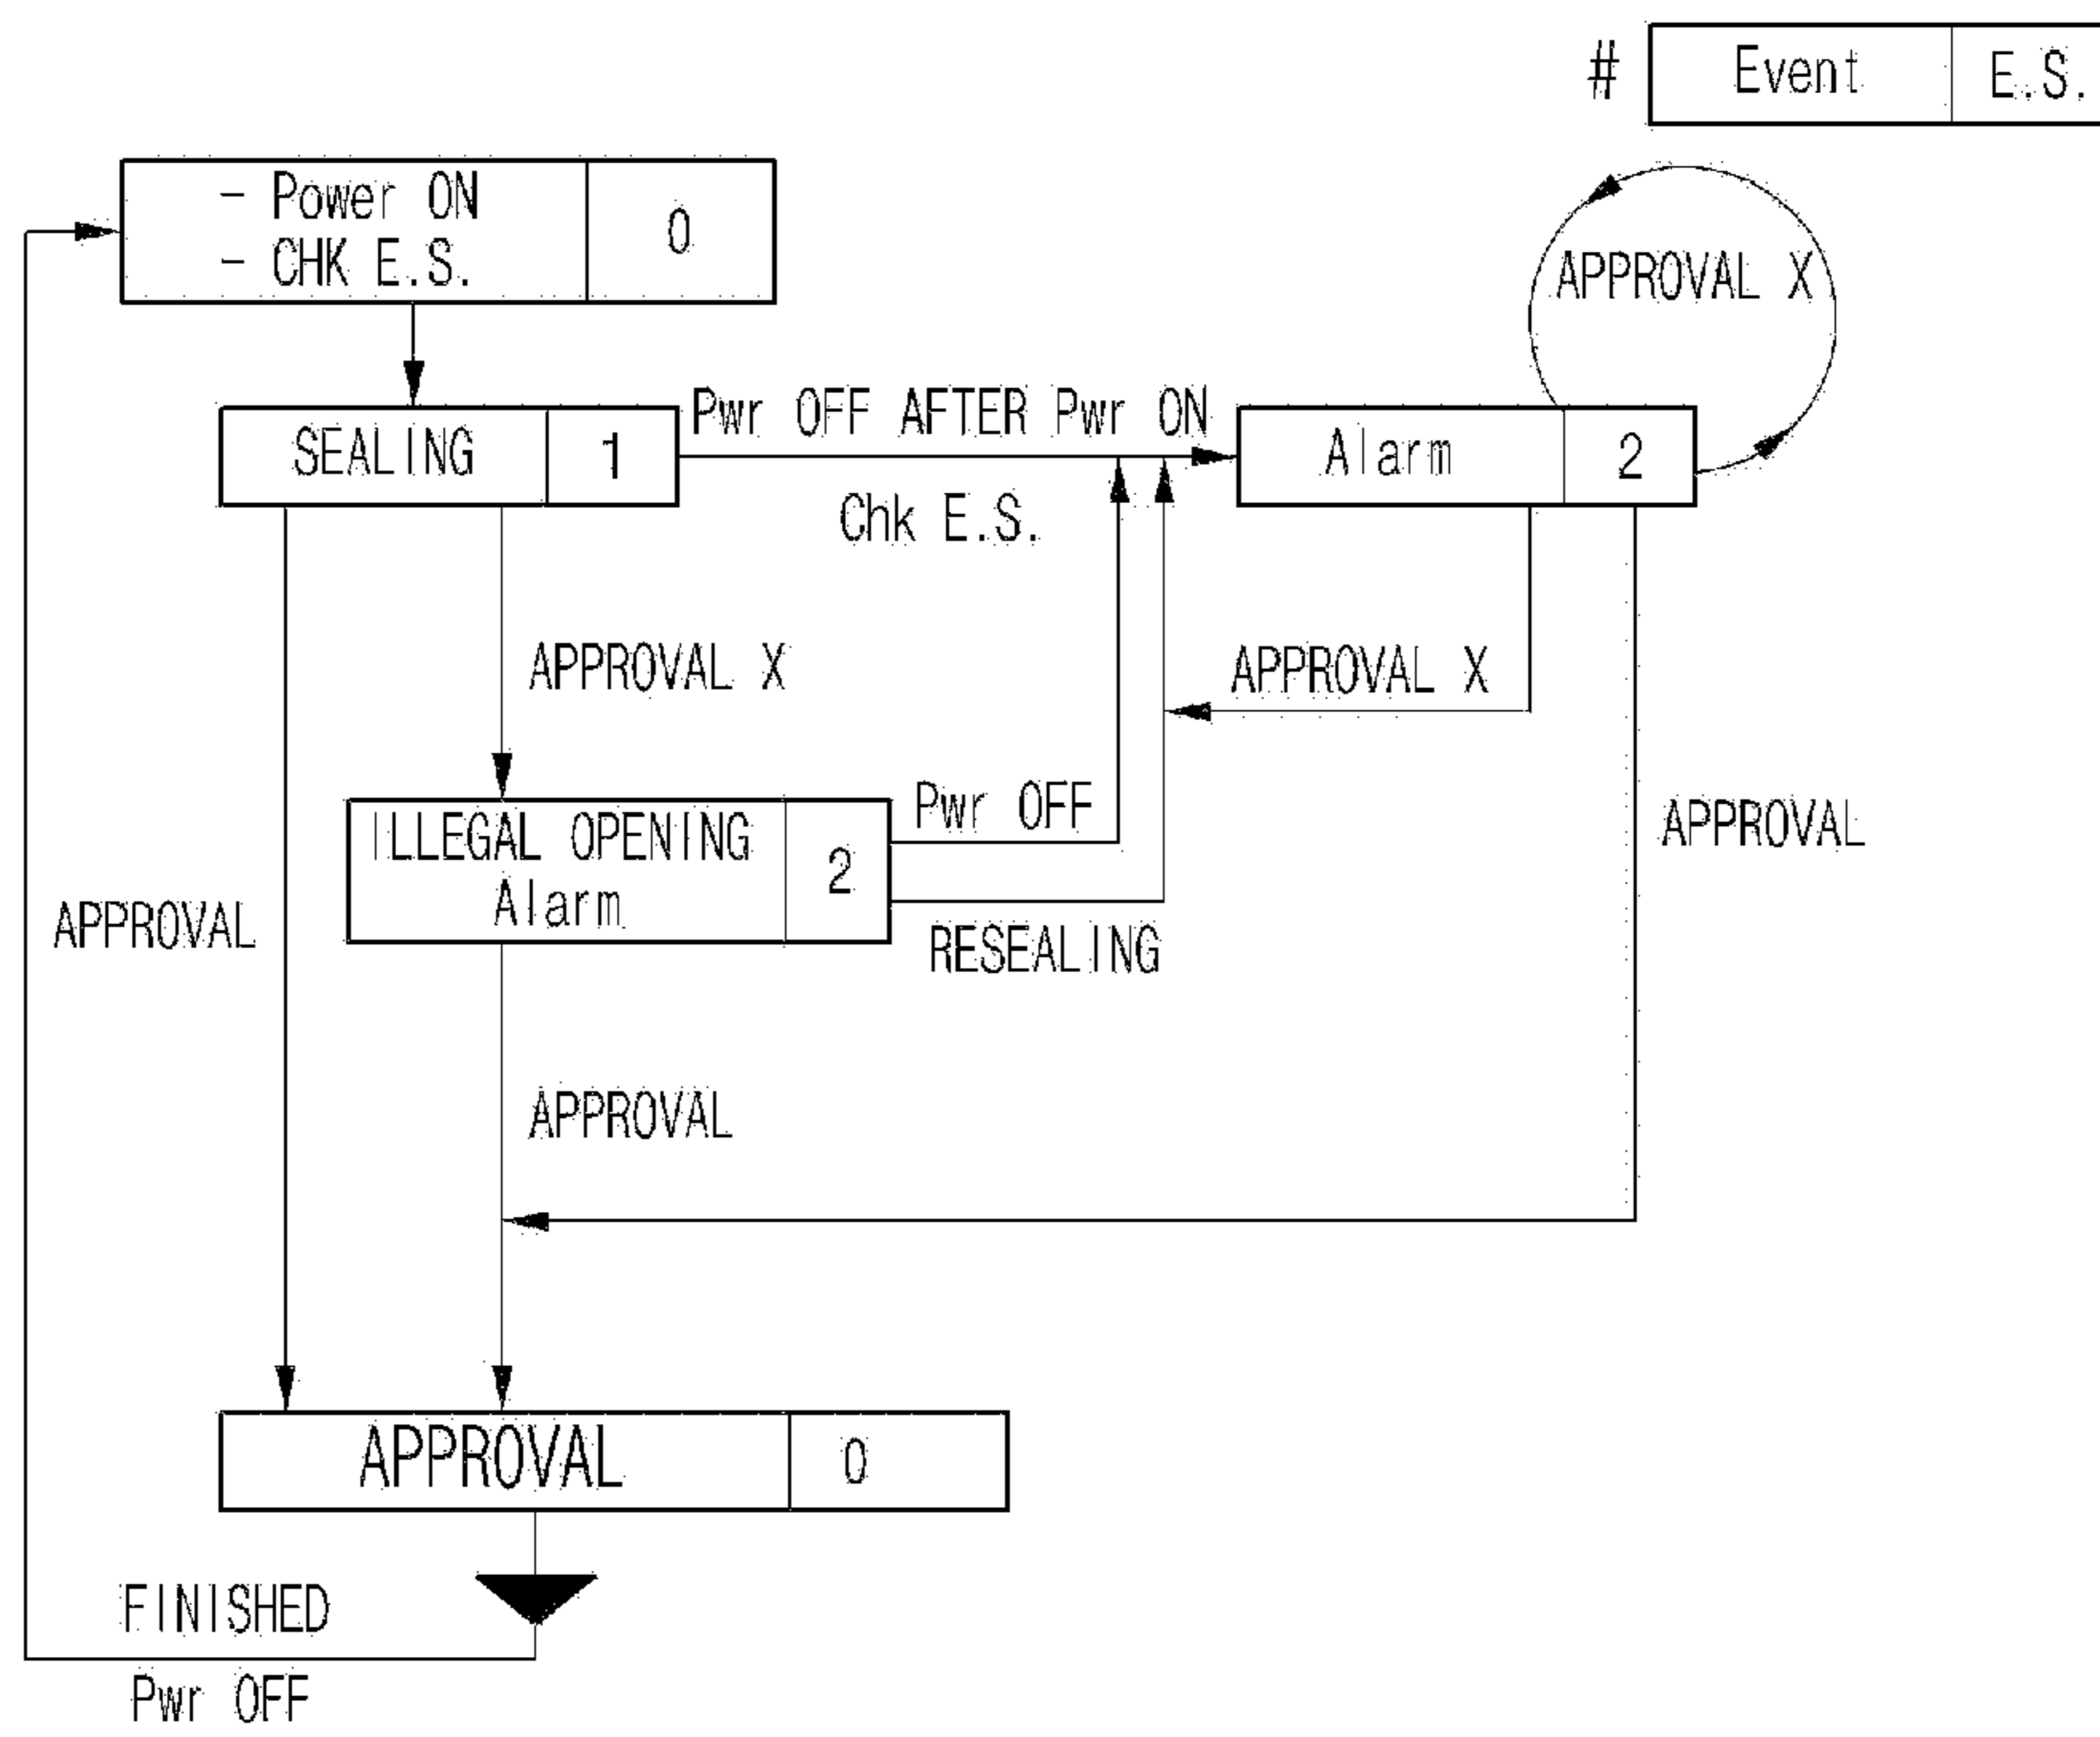 # Event E.S.
- Power ON
- CHK E.S.
0
APPROVAL X
Pwr OFF AFTER Pwr ON
SEALING 1
Alarm 2
Chk E.S.
APPROVAL X
APPROVAL X
Pwr OFF
ILLEGAL OPENING
Alarm
2
APPROVAL
APPROVAL
RESEALING
APPROVAL
APPROVAL 0
FINISHED
Pwr OFF